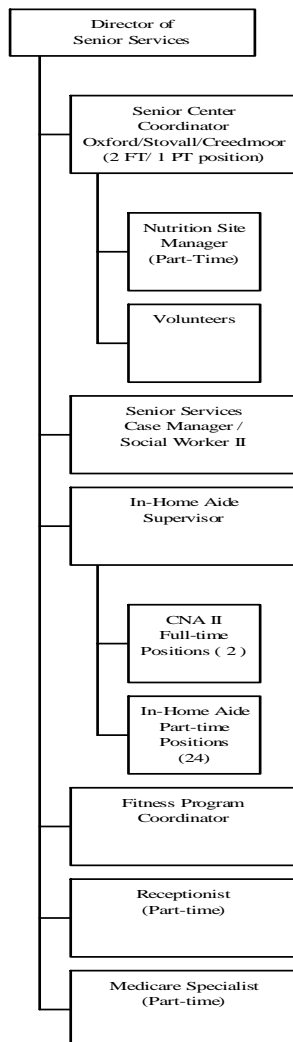 Director of
Senior Services
Senior Center
Coordinator
Oxford/Stovall/Creedmoor
(2 FT/ 1 PT position)
Nutrition Site
Manager
(Part-Time)
Volunteers
Senior Services
Case Manager /
Social Worker II
In-Home Aide
Supervisor
CNA II
Full-time
Positions ( 2 )
In-Home Aide
Part-time
Positions
(24)
Fitness Program
Coordinator
Receptionist
(Part-time)
Medicare Specialist
(Part-time)